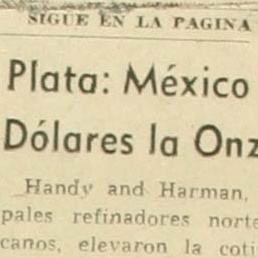 SIGUE EN LA PAGINA
Plata: México
Dólares la Onz
Handy and Harman,
pales refinadores norte
canos, elevaron la coti